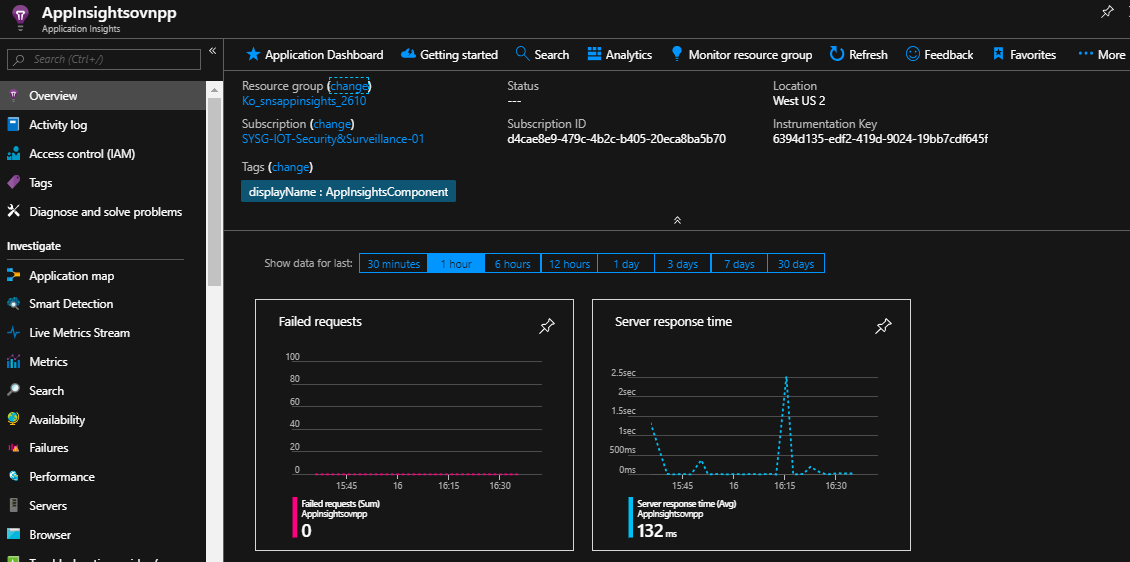 AppInsightsovnpp
Application Insights
Search (Ctrl+/)
Overview
Activity log
Access control (IAM)
Tags
Diagnose and solve problems
Investigate
Application map
Smart Detection
Live Metrics Stream
Metrics
Search
Availability
Failures
Performance
Servers
Browser
Application Dashboard Getting started Search Analytics Monitor resource group Refresh Feedback Favorites More
Resource group (change)
Ko_snsappinsights_2610
Status
---
Location
West US 2
Subscription (change)
SYSG-IOT-Security&Surveillance-01
Subscription ID
d4cae8e9-479c-4b2c-b405-20eca8ba5b70
Instrumentation Key
6394d135-edf2-419d-9024-19bb7cdf645f
Tags (change)
displayName : AppInsightsComponent
Show data for last: 30 minutes 1 hour 6 hours 12 hours 1 day 3 days 7 days 30 days
Failed requests
100
80
60
40
20
0
15:45 16 16:15 16:30
Failed requests (Sum)
AppInsightsovnpp
0
Server response time
2.5sec
2sec
1.5sec
1sec
500ms
0ms
15:45 16 16:15 16:30
Server response time (Avg)
AppInsightsovnpp
132 ms